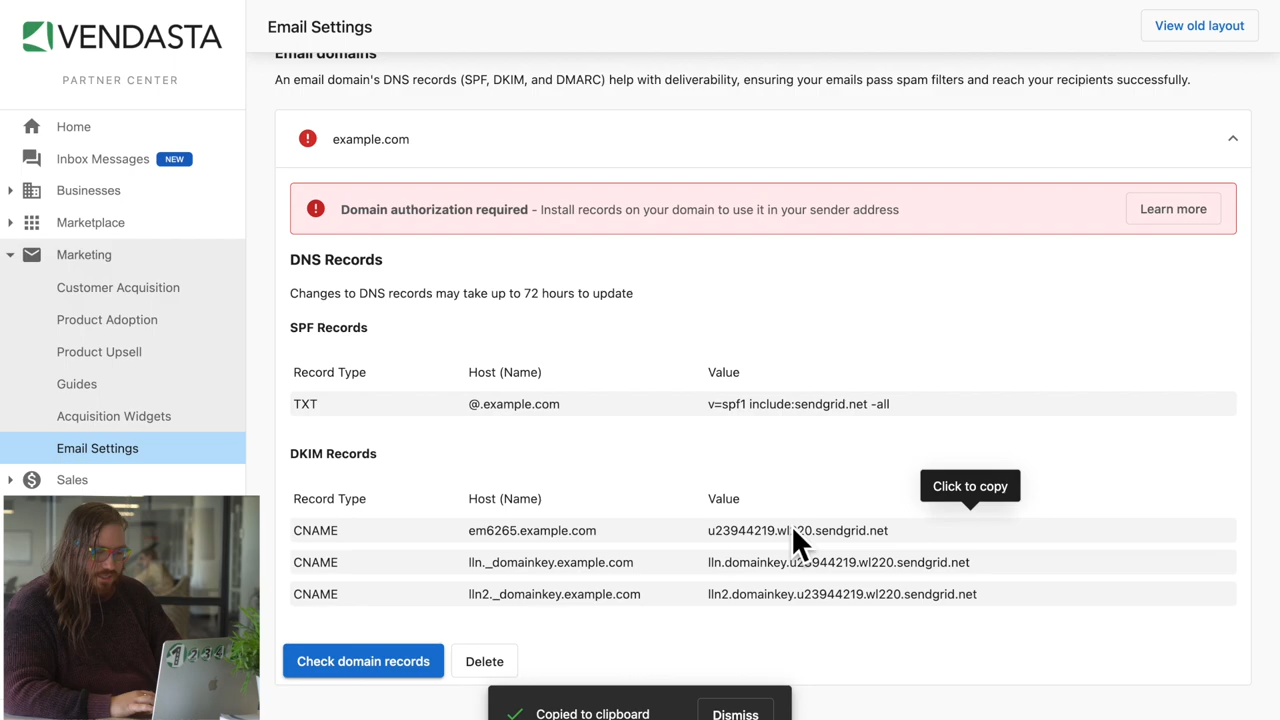 VENDASTA
PARTNER CENTER
Home
Inbox Messages NEW
Businesses
Marketplace
Marketing
Customer Acquisition
Product Adoption
Product Upsell
Guides
Acquisition Widgets
Email Settings
Sales
1 2 3 4
Email Settings
View old layout
Email domains
An email domain's DNS records (SPF, DKIM, and DMARC) help with deliverability, ensuring your emails pass spam filters and reach your recipients successfully.
example.com
Domain authorization required - Install records on your domain to use it in your sender address
Learn more
DNS Records
Changes to DNS records may take up to 72 hours to update
SPF Records
Record Type Host (Name) Value
TXT @.example.com v=spf1 include:sendgrid.net -all
DKIM Records
Click to copy
Record Type Host (Name) Value
CNAME em6265.example.com u23944219.wl220.sendgrid.net
CNAME lln._domainkey.example.com lln.domainkey.u23944219.wl220.sendgrid.net
CNAME lln2._domainkey.example.com lln2.domainkey.u23944219.wl220.sendgrid.net
Check domain records
Delete
Copied to clipboard
Dismiss